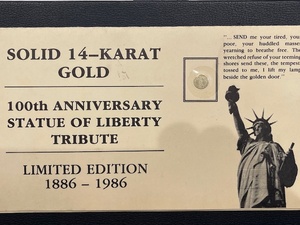 SOLID 14–KARAT
GOLD
100th ANNIVERSARY
STATUE OF LIBERTY
TRIBUTE
LIMITED EDITION
1886 – 1986
"... SEND me your tired, your
poor, your huddled masses
yearning to breathe free. The
wretched refuse of your teeming
shores send these, the tempest
tossed to me, I lift my lamp
beside the golden door."